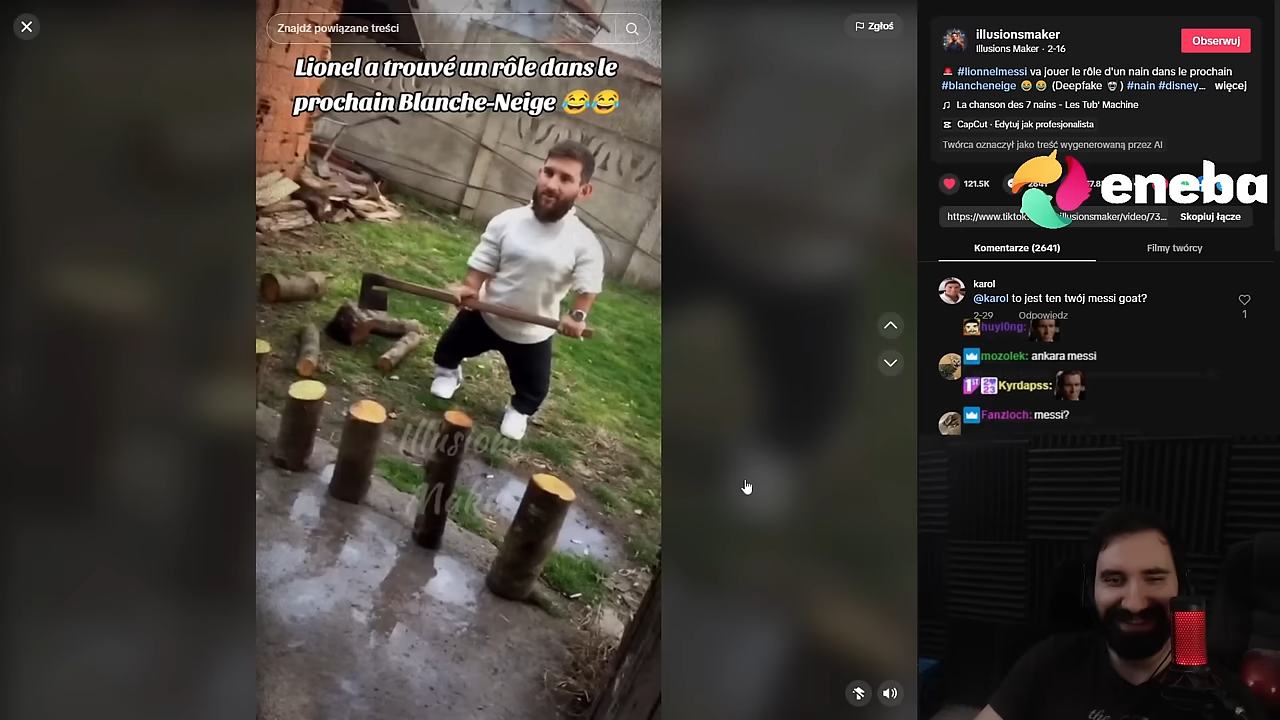 Znajdź powiązane treści
Zgłoś
Lionel a trouvé un rôle dans le
prochain Blanche-Neige 😂😂
Illusion
illusionsmaker
Illusions Maker · 2-16
Obserwuj
🚨 #lionnelmessi va jouer le rôle d'un nain dans le prochain
#blancheneige 😂 😂 (Deepfake 💀) #nain #disney… więcej
♫ La chanson des 7 nains - Les Tub' Machine
CapCut · Edytuj jak profesjonalista
Twórca oznaczył jako treść wygenerowaną przez AI
121.5K
eneba
Skopiuj łącze
Komentarze (2641)
Filmy twórcy
karol
@karol to jest ten twój messi goat?
2-29 Odpowiedz
1
huyl0ng:
mozolek: ankara messi
Kyrdapss:
Fanzloch: messi?